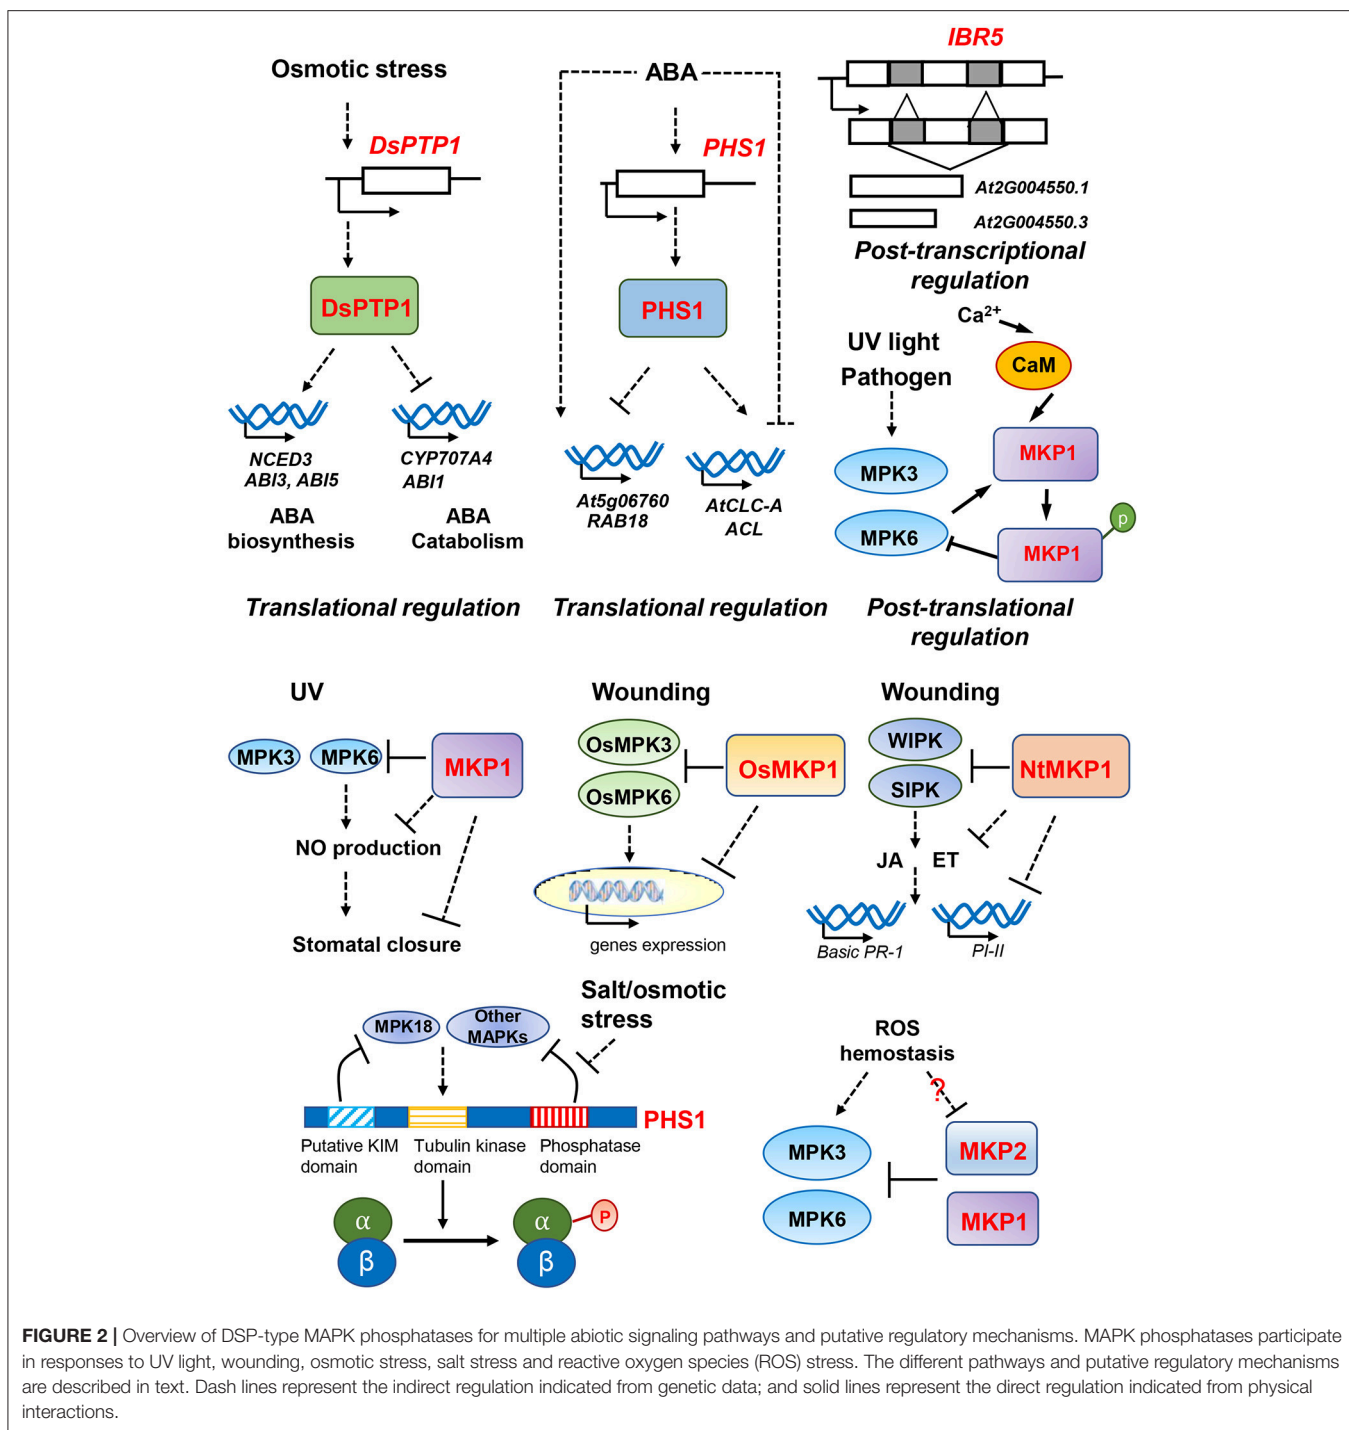 Osmotic stress
DsPTP1
DsPTP1
NCED3
ABI3, ABI5
CYP707A4
ABI1
ABA
biosynthesis
ABA
Catabolism
Translational regulation
ABA
PHS1
PHS1
At5g06760
RAB18
AtCLC-A
ACL
Translational regulation
IBR5
At2G004550.1
At2G004550.3
Post-transcriptional
regulation
Ca2+
UV light
Pathogen
CaM
MPK3
MKP1
MPK6
MKP1
p
Post-translational
regulation
UV
MPK3
MPK6
MKP1
NO production
Stomatal closure
Wounding
OsMPK3
OsMPK6
OsMKP1
genes expression
Wounding
WIPK
SIPK
NtMKP1
JA
ET
Basic PR-1
PI-II
Salt/osmotic
stress
MPK18
Other
MAPKs
PHS1
Putative KIM
domain
Tubulin kinase
domain
Phosphatase
domain
α
β
α
β
P
ROS
hemostasis
?
MPK3
MPK6
MKP2
MKP1
FIGURE 2 | Overview of DSP-type MAPK phosphatases for multiple abiotic signaling pathways and putative regulatory mechanisms. MAPK phosphatases participate
in responses to UV light, wounding, osmotic stress, salt stress and reactive oxygen species (ROS) stress. The different pathways and putative regulatory mechanisms
are described in text. Dash lines represent the indirect regulation indicated from genetic data; and solid lines represent the direct regulation indicated from physical
interactions.